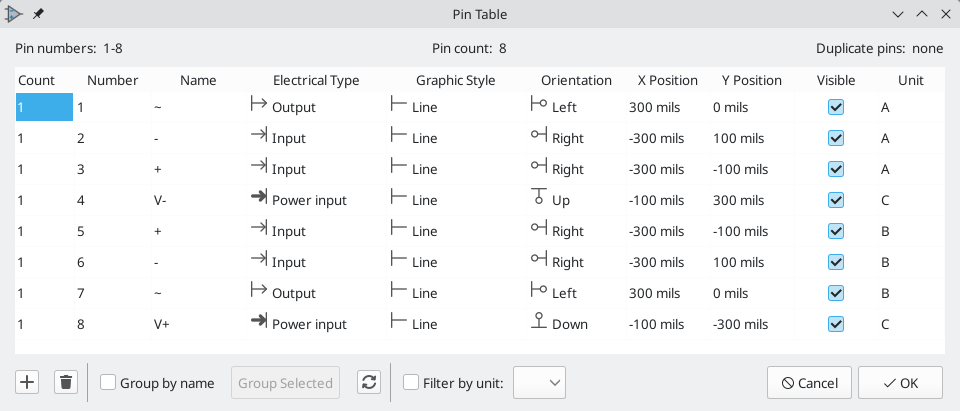 Pin Table
Pin numbers: 1-8 Pin count: 8 Duplicate pins: none
Count Number Name Electrical Type Graphic Style Orientation X Position Y Position Visible Unit
1 1 ~ Output Line Left 300 mils 0 mils A
1 2 - Input Line Right -300 mils 100 mils A
1 3 + Input Line Right -300 mils -100 mils A
1 4 V- Power input Line Up -100 mils 300 mils C
1 5 + Input Line Right -300 mils -100 mils B
1 6 - Input Line Right -300 mils 100 mils B
1 7 ~ Output Line Left 300 mils 0 mils B
1 8 V+ Power input Line Down -100 mils -300 mils C
Group by name Group Selected Filter by unit: Cancel OK